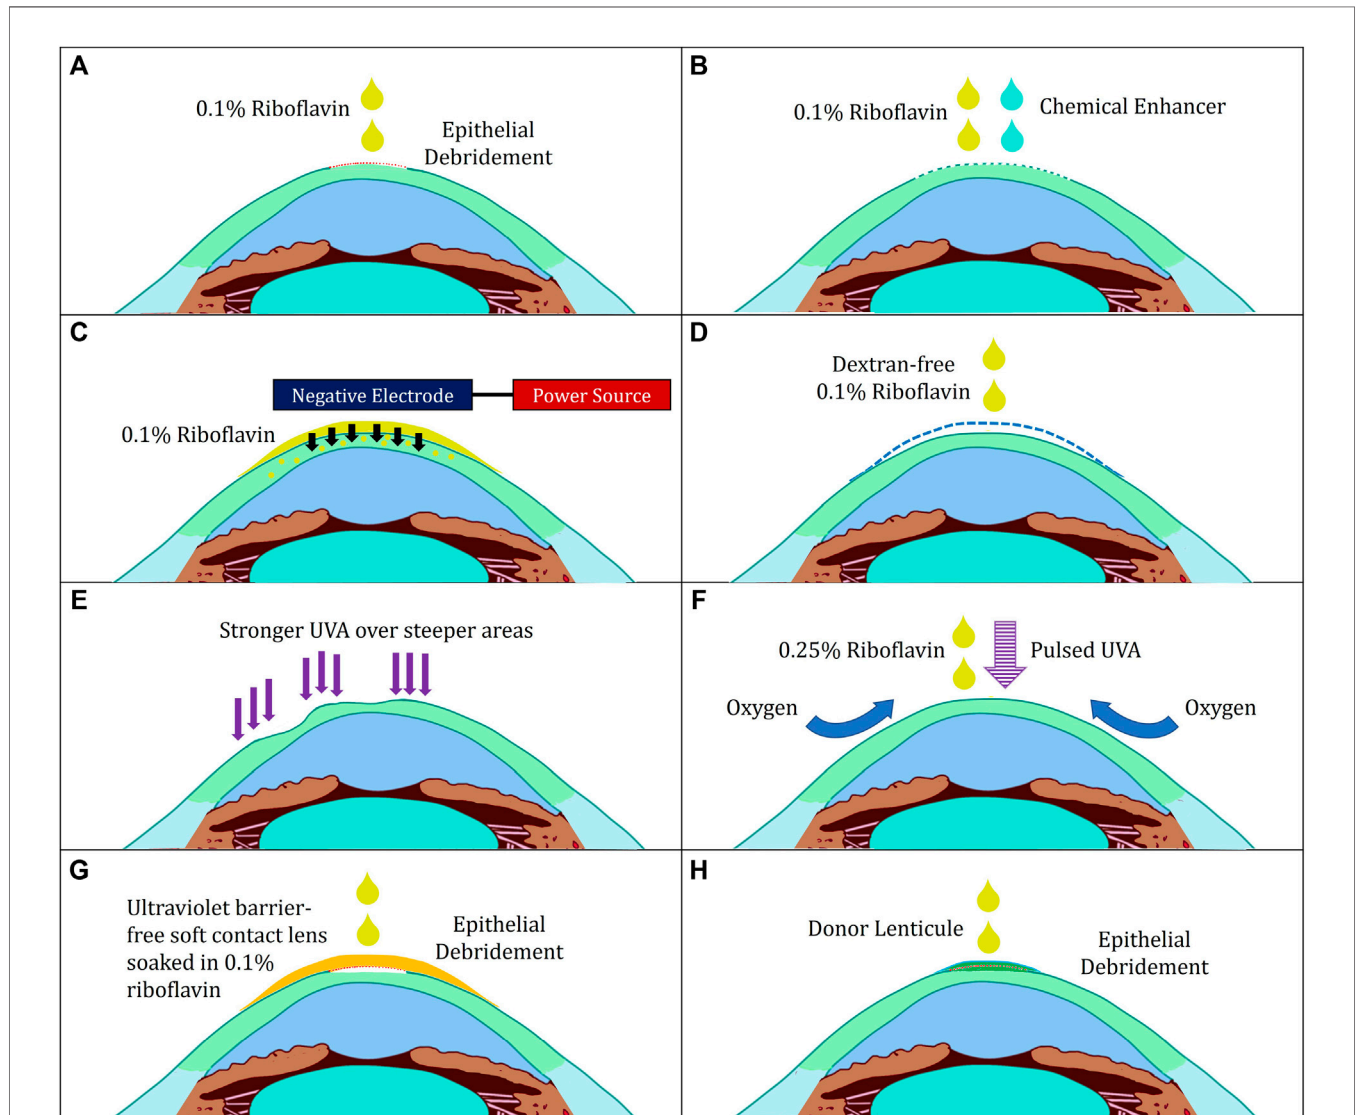 A
0.1% Riboflavin
Epithelial
Debridement
B
0.1% Riboflavin
Chemical Enhancer
C
Negative Electrode
Power Source
0.1% Riboflavin
D
Dextran-free
0.1% Riboflavin
E
Stronger UVA over steeper areas
F
0.25% Riboflavin
Pulsed UVA
Oxygen
Oxygen
G
Ultraviolet barrier-
free soft contact lens
soaked in 0.1%
riboflavin
Epithelial
Debridement
H
Donor Lenticule
Epithelial
Debridement